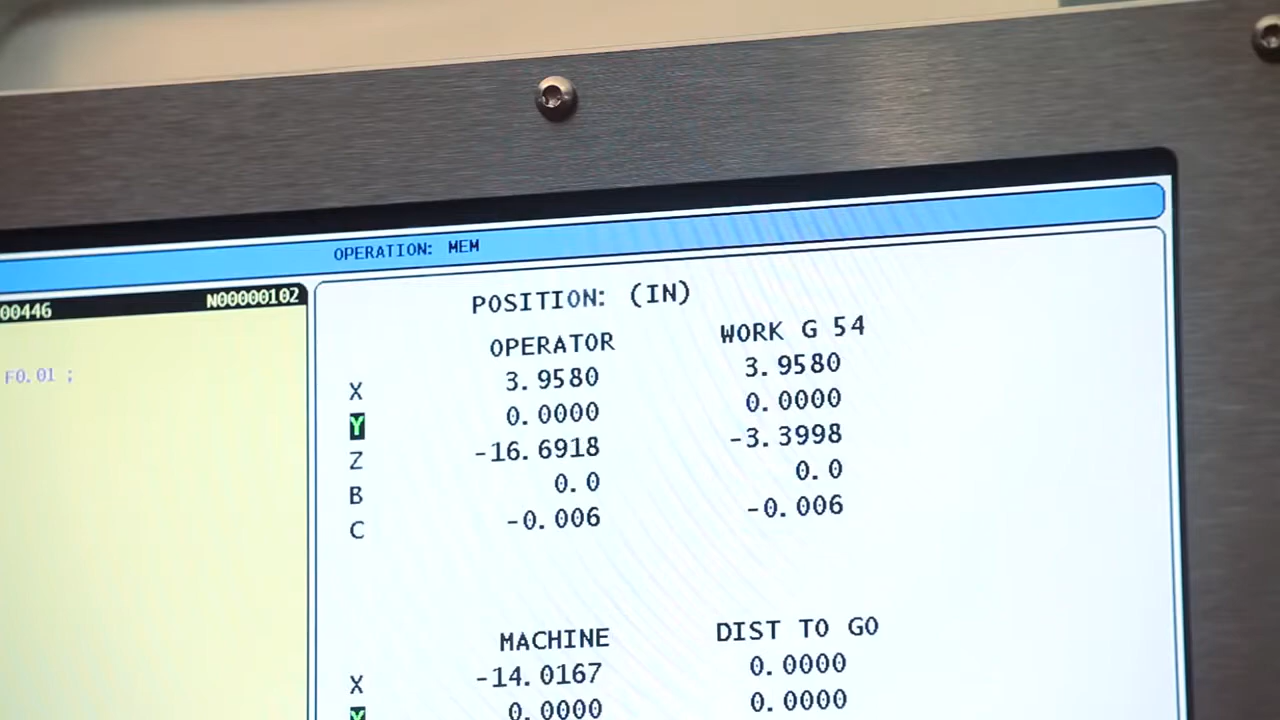 OPERATION: MEM
00446 N00000102
F0.01 ;
POSITION: (IN)
OPERATOR WORK G 54
X 3.9580 3.9580
Y 0.0000 0.0000
Z -16.6918 -3.3998
B 0.0 0.0
C -0.006 -0.006
MACHINE DIST TO GO
X -14.0167 0.0000
Y 0.0000 0.0000